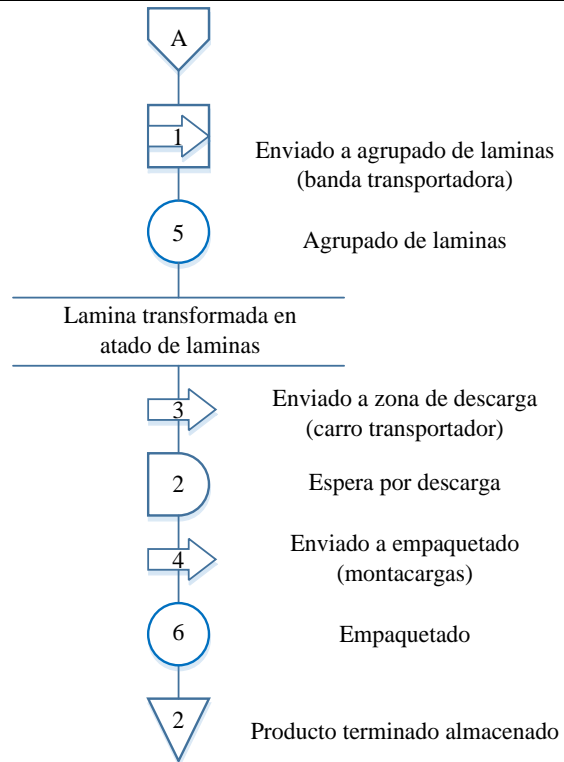 A
1
Enviado a agrupado de laminas
(banda transportadora)
5
Agrupado de laminas
Lamina transformada en
atado de laminas
3
Enviado a zona de descarga
(carro transportador)
2
Espera por descarga
4
Enviado a empaquetado
(montacargas)
6
Empaquetado
2
Producto terminado almacenado